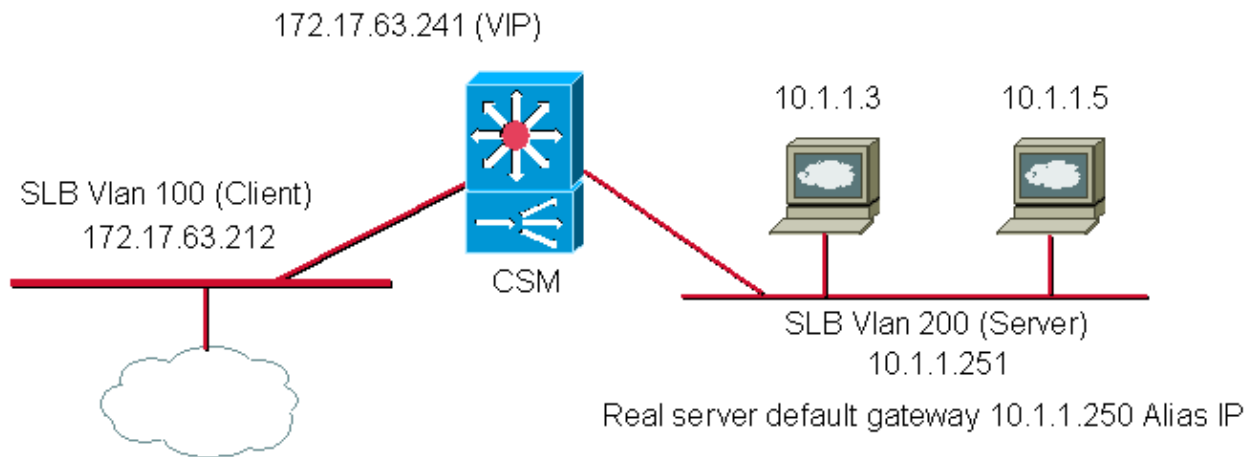 172.17.63.241 (VIP)
10.1.1.3
10.1.1.5
SLB Vlan 100 (Client)
172.17.63.212
CSM
SLB Vlan 200 (Server)
10.1.1.251
Real server default gateway 10.1.1.250 Alias IP